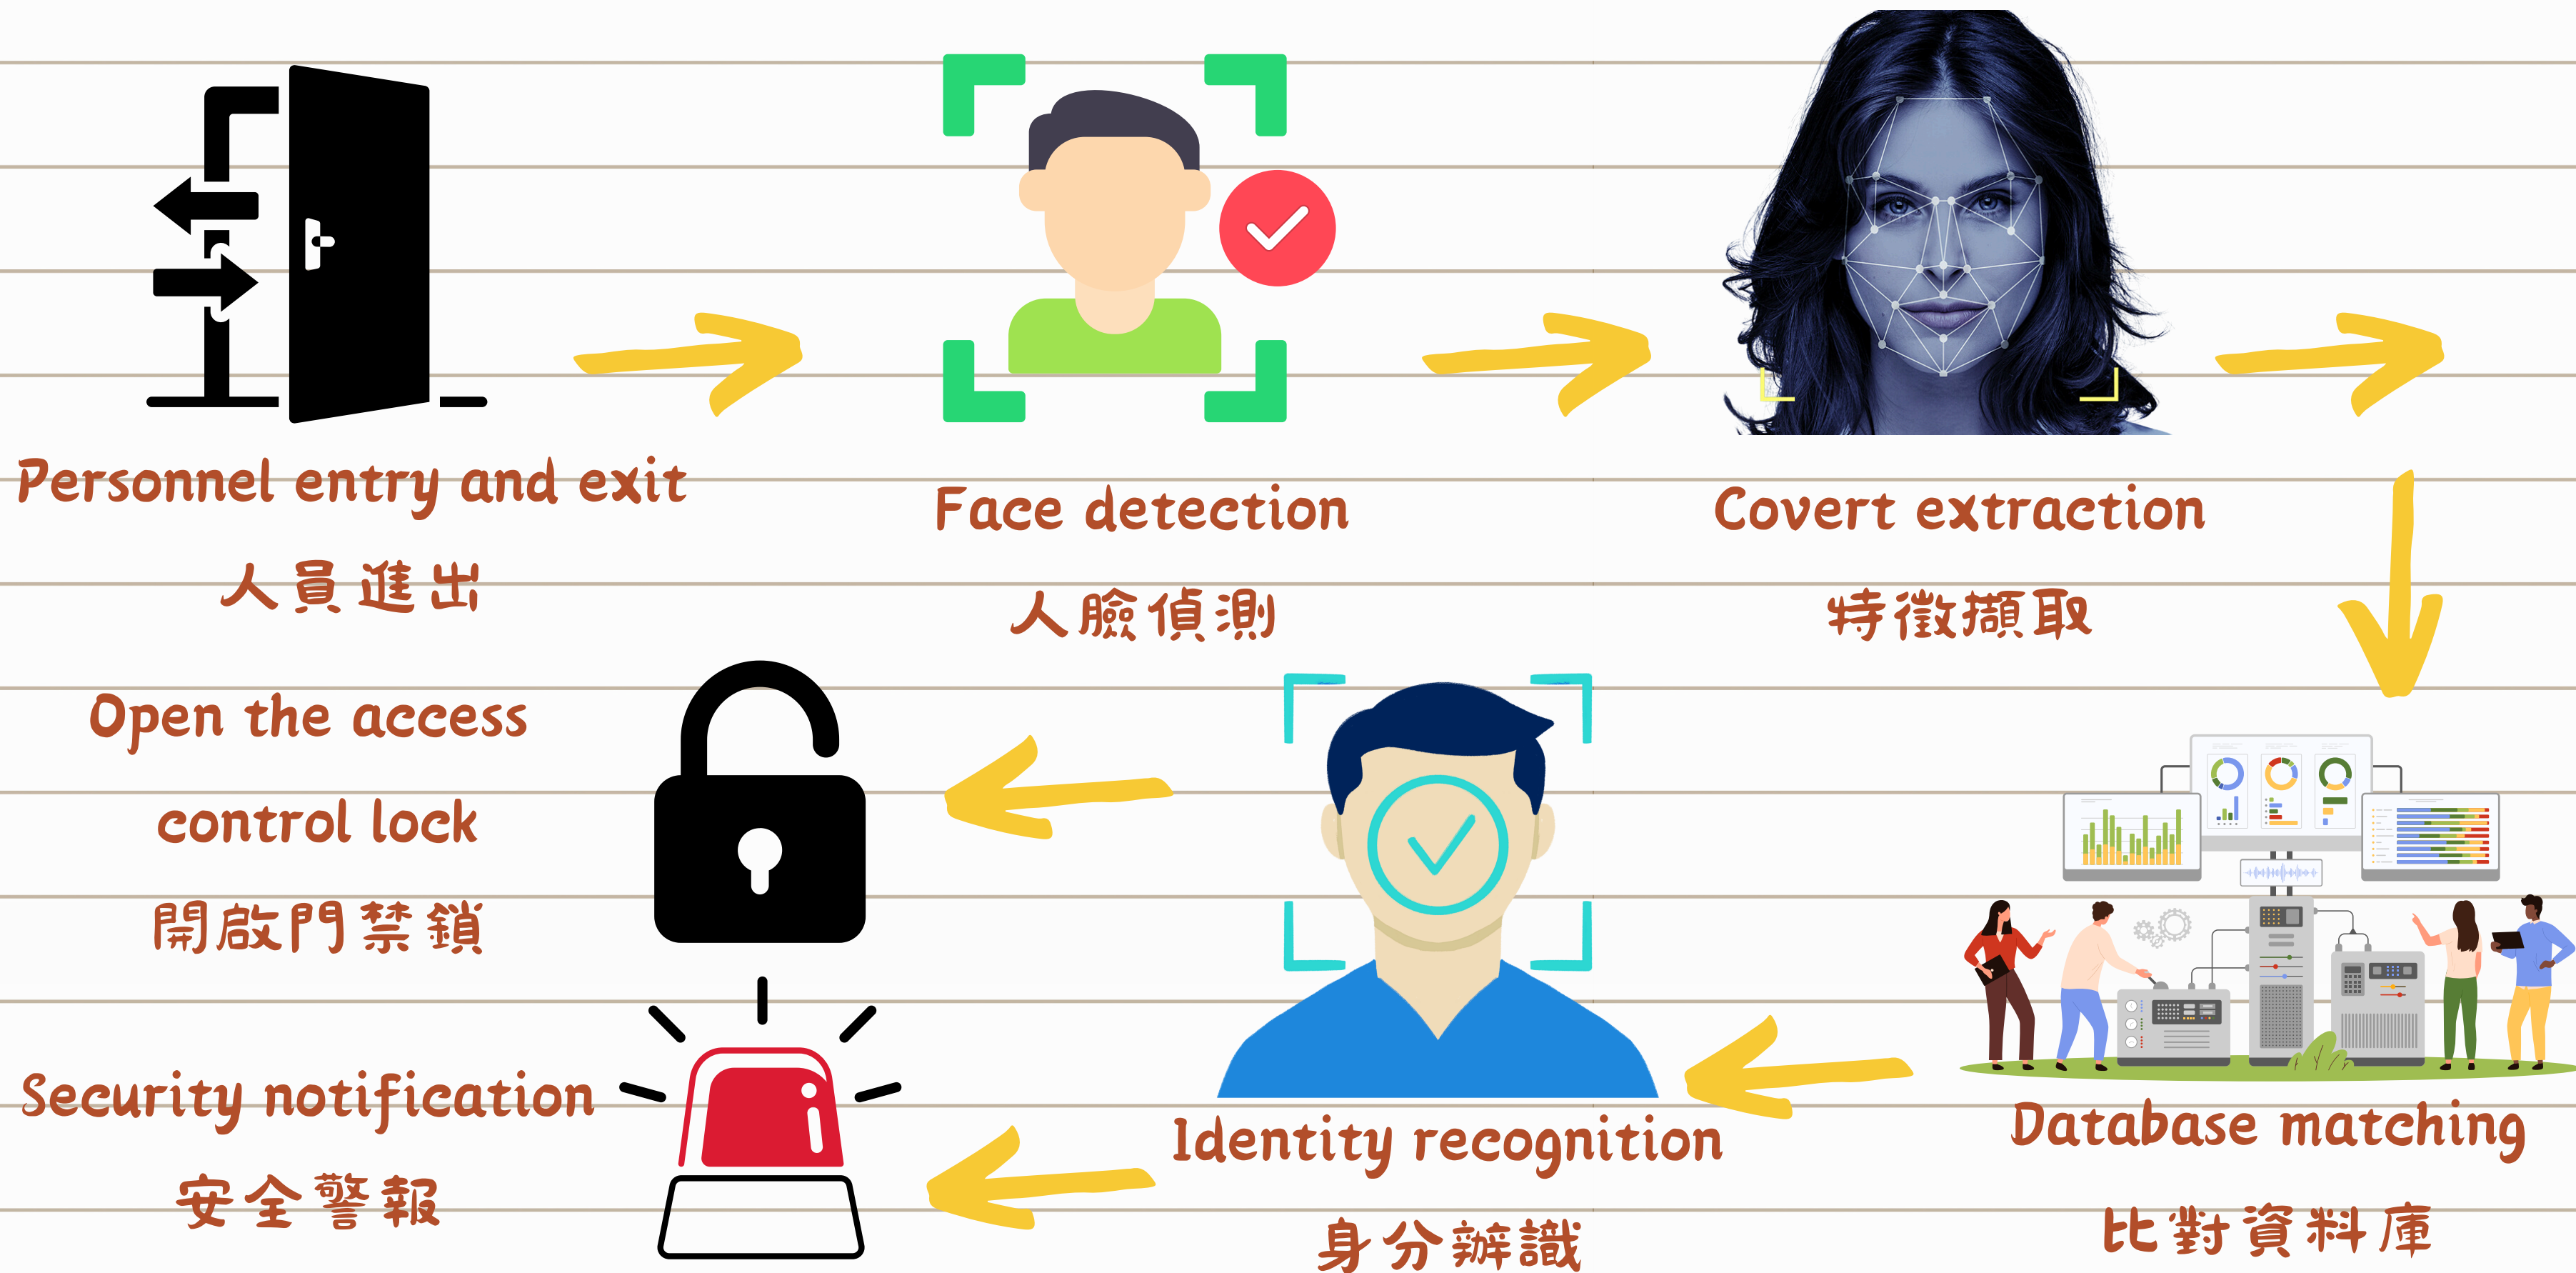 Personnel entry and exit
人員進出
Face detection
人臉偵測
Covert extraction
特徵擷取
Open the access
control lock
開啟門禁鎖
Security notification
安全警報
Identity recognition
身分辨識
Database matching
比對資料庫